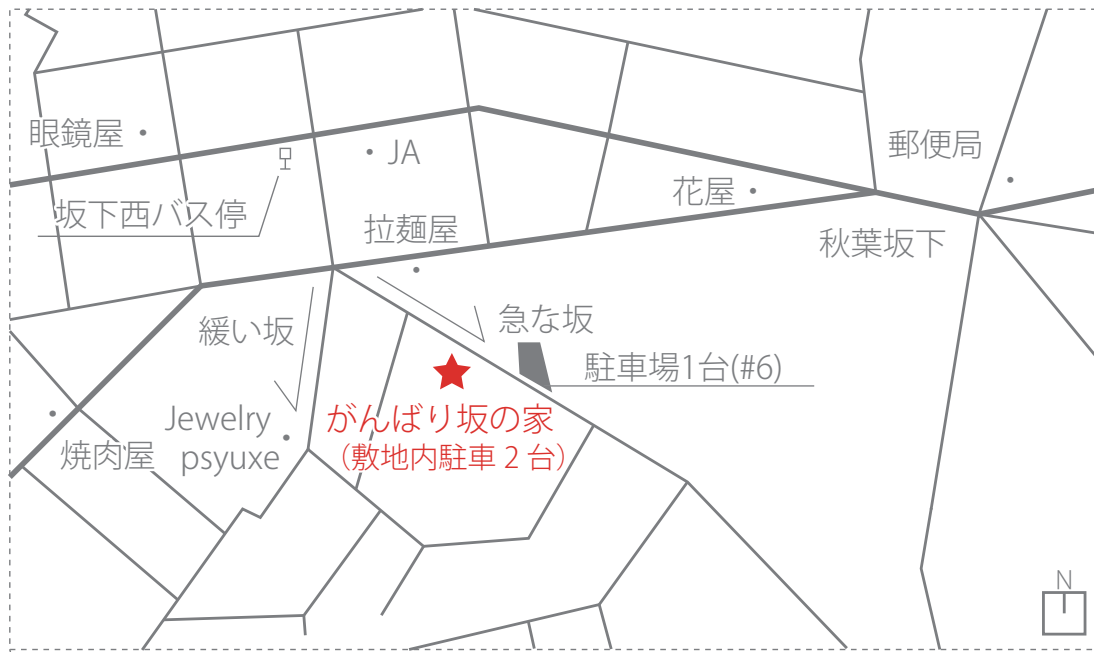 眼鏡屋
JA
郵便局
坂下西バス停
花屋
拉麺屋
秋葉坂下
緩い坂
急な坂
駐車場1台(#6)
がんばり坂の家
（敷地内駐車 2 台）
Jewelry
psyuxe
焼肉屋
N